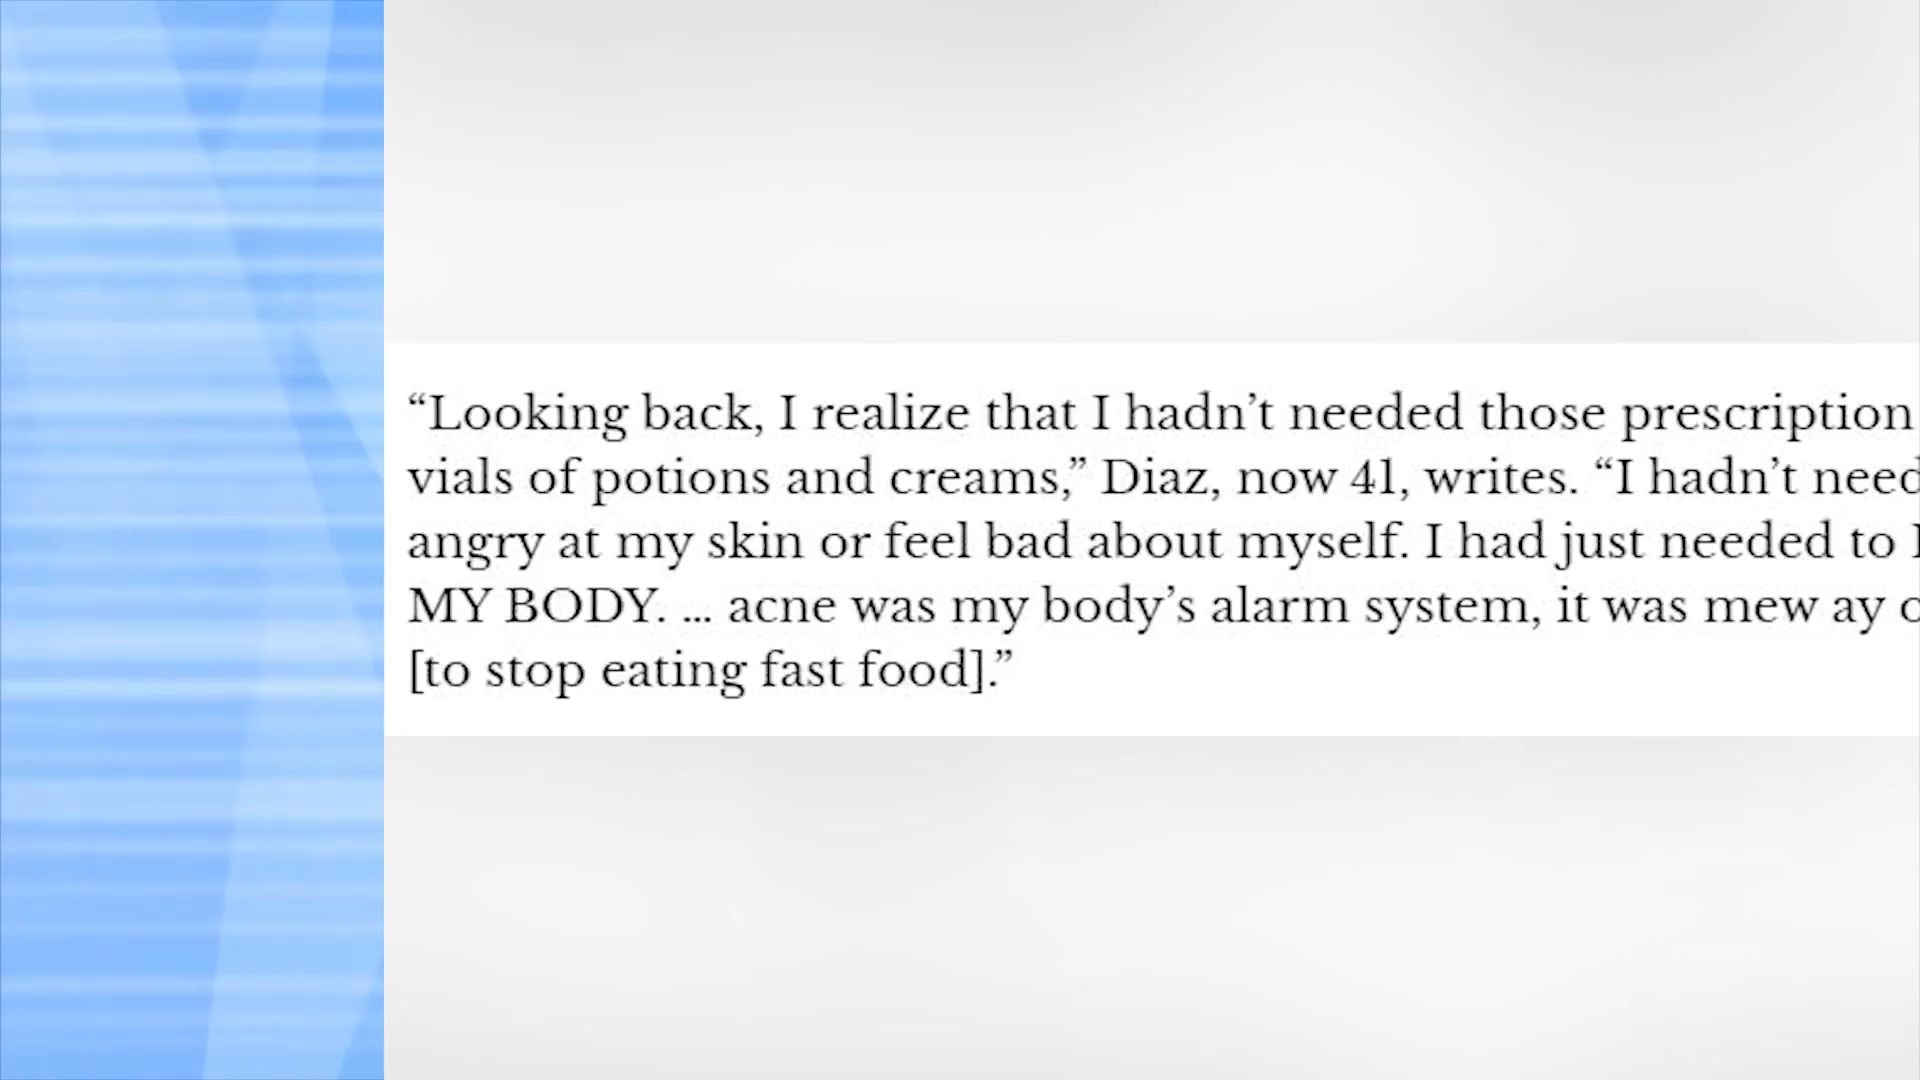 “Looking back, I realize that I hadn’t needed those prescription
vials of potions and creams,” Diaz, now 41, writes. “I hadn’t need
angry at my skin or feel bad about myself. I had just needed to
MY BODY. ... acne was my body’s alarm system, it was mew ay
[to stop eating fast food].”